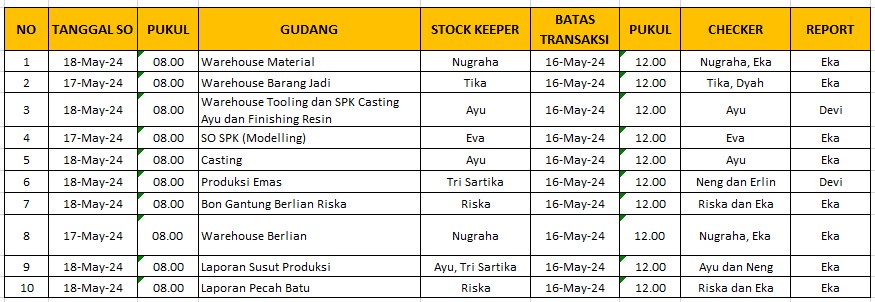 NO TANGGAL SO PUKUL GUDANG STOCK KEEPER BATAS TRANSAKSI PUKUL CHECKER REPORT
1 18-May-24 08.00 Warehouse Material Nugraha 16-May-24 12.00 Nugraha, Eka Eka
2 17-May-24 08.00 Warehouse Barang Jadi Tika 16-May-24 12.00 Tika, Dyah Eka
3 18-May-24 08.00 Warehouse Tooling dan SPK Casting Ayu dan Finishing Resin Ayu 16-May-24 12.00 Ayu Devi
4 17-May-24 08.00 SO SPK (Modelling) Eva 16-May-24 12.00 Eva Eka
5 18-May-24 08.00 Casting Ayu 16-May-24 12.00 Ayu Eka
6 18-May-24 08.00 Produksi Emas Tri Sartika 16-May-24 12.00 Neng dan Erlin Devi
7 18-May-24 08.00 Bon Gantung Berlian Riska Riska 16-May-24 12.00 Riska dan Eka Eka
8 17-May-24 08.00 Warehouse Berlian Nugraha 16-May-24 12.00 Nugraha, Eka Eka
9 18-May-24 08.00 Laporan Susut Produksi Ayu, Tri Sartika 16-May-24 12.00 Ayu dan Neng Eka
10 18-May-24 08.00 Laporan Pecah Batu Riska 16-May-24 12.00 Riska dan Eka Eka